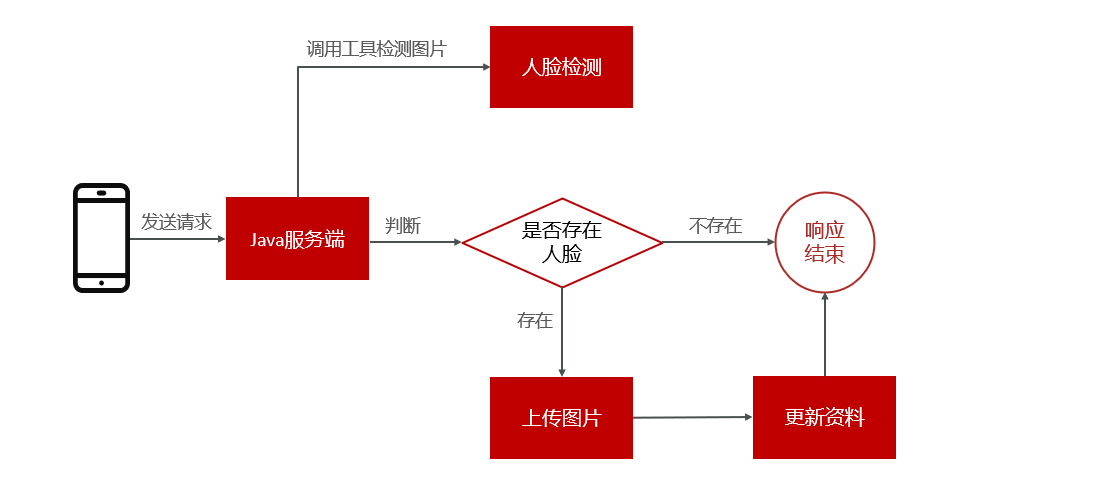 调用工具检测图片
人脸检测
发送请求
Java服务端
判断
是否存在
人脸
不存在
响应
结束
存在
上传图片
更新资料